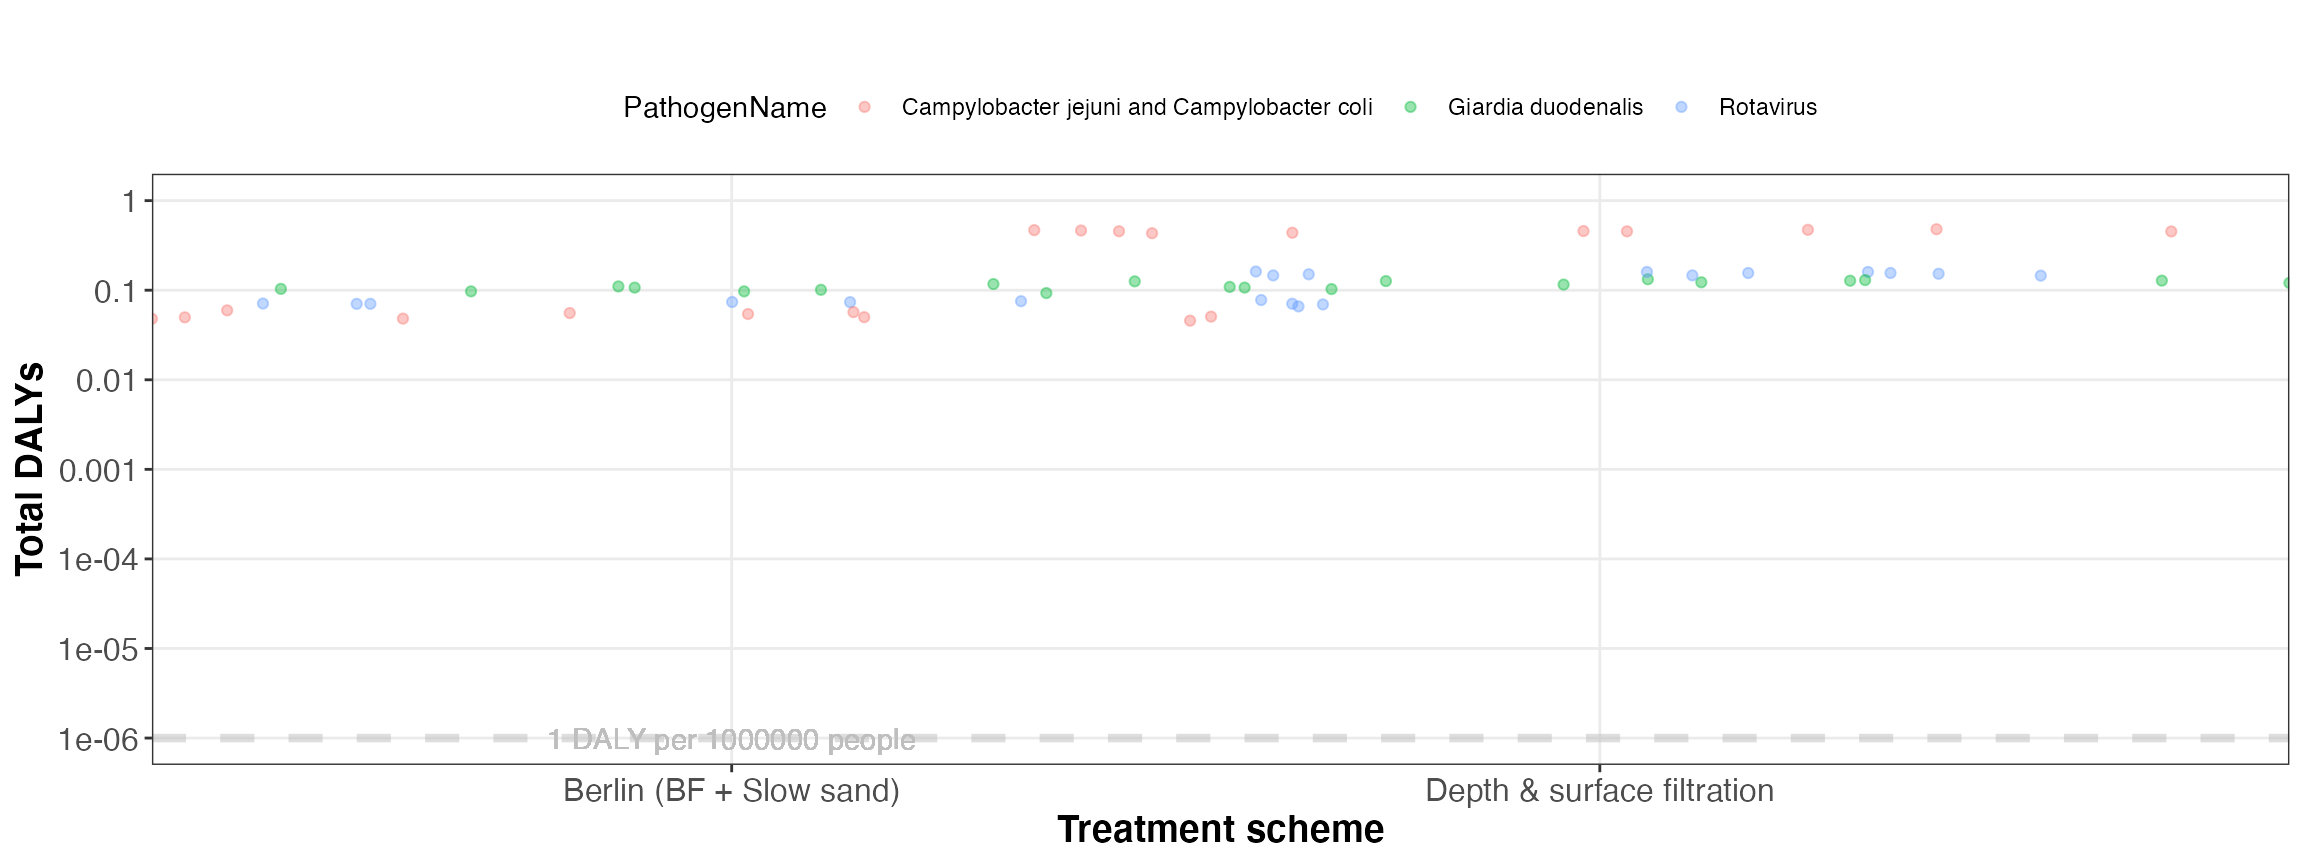 PathogenName Campylobacter jejuni and Campylobacter coli Giardia duodenalis Rotavirus
Total DALYs
1
0.1
0.01
0.001
1e-04
1e-05
1e-06
1 DALY per 1000000 people
Berlin (BF + Slow sand) Depth & surface filtration
Treatment scheme